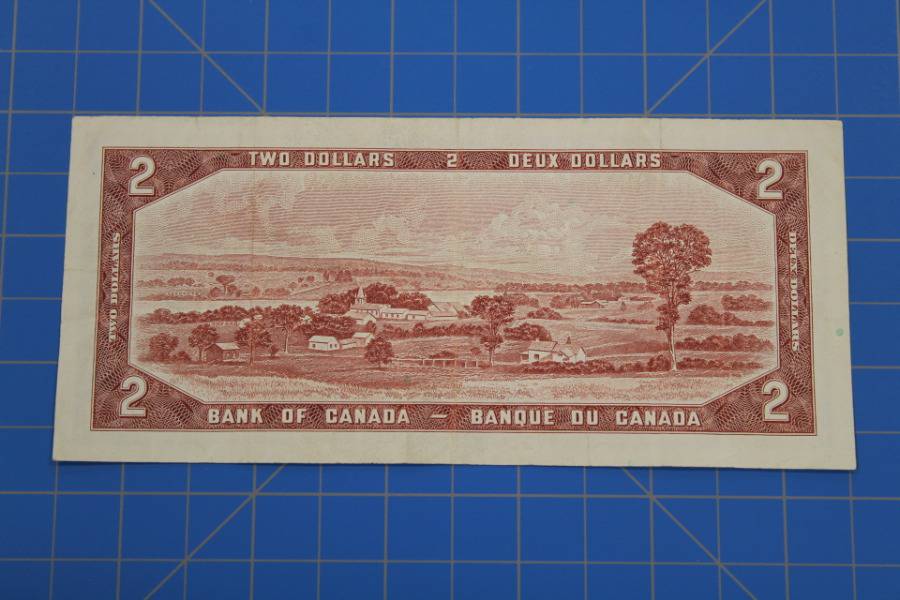 2 TWO DOLLARS 2 DEUX DOLLARS 2
TWO DOLLARS
DEUX DOLLARS
2 BANK OF CANADA – BANQUE DU CANADA 2